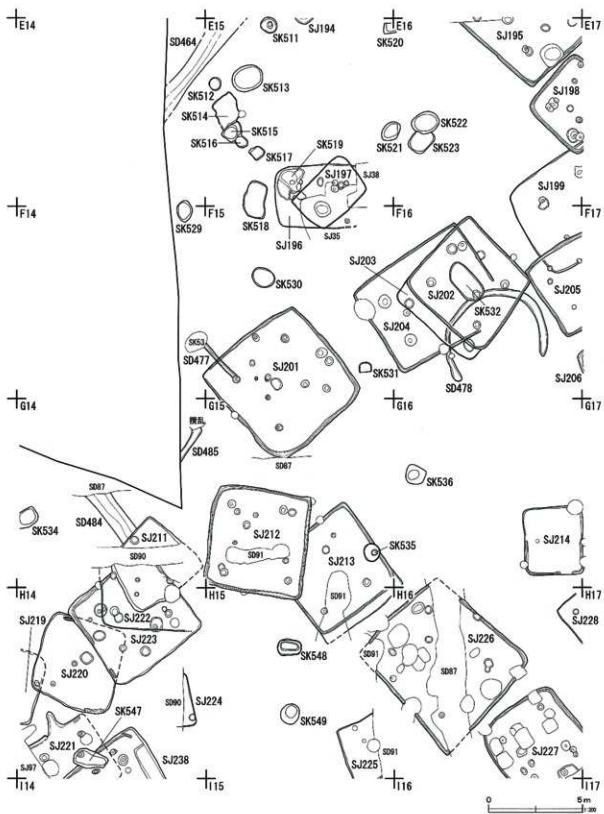 E14
E15
E16
E17
SK511
SJ194
SK520
SJ195
SD464
SK512
SK513
SJ198
SK514
SK515
SK516
SK522
SK521
SK523
SK517
SK519
SJ197
SJ38
SJ199
F14
F15
F16
F17
SK529
SK518
SJ196
SJ35
SJ203
SJ202
SJ205
SK530
SK532
SJ204
SK53
SD477
SJ201
SK531
SD478
SJ206
G14
G15
G16
G17
攪乱
SD485
SD87
SK536
SD87
SK534
SD484
SJ211
SD90
SJ212
SD91
SJ213
SK535
SJ214
SD91
H14
H15
H16
H17
SJ219
SJ222
SJ223
SJ228
SJ220
SK548
SD91
SD87
SJ226
SD90
SJ224
SK547
SK549
SJ221
SJ97
SJ238
SJ225
SD91
SJ227
I14
I15
I16
I17
0 5m
1:200